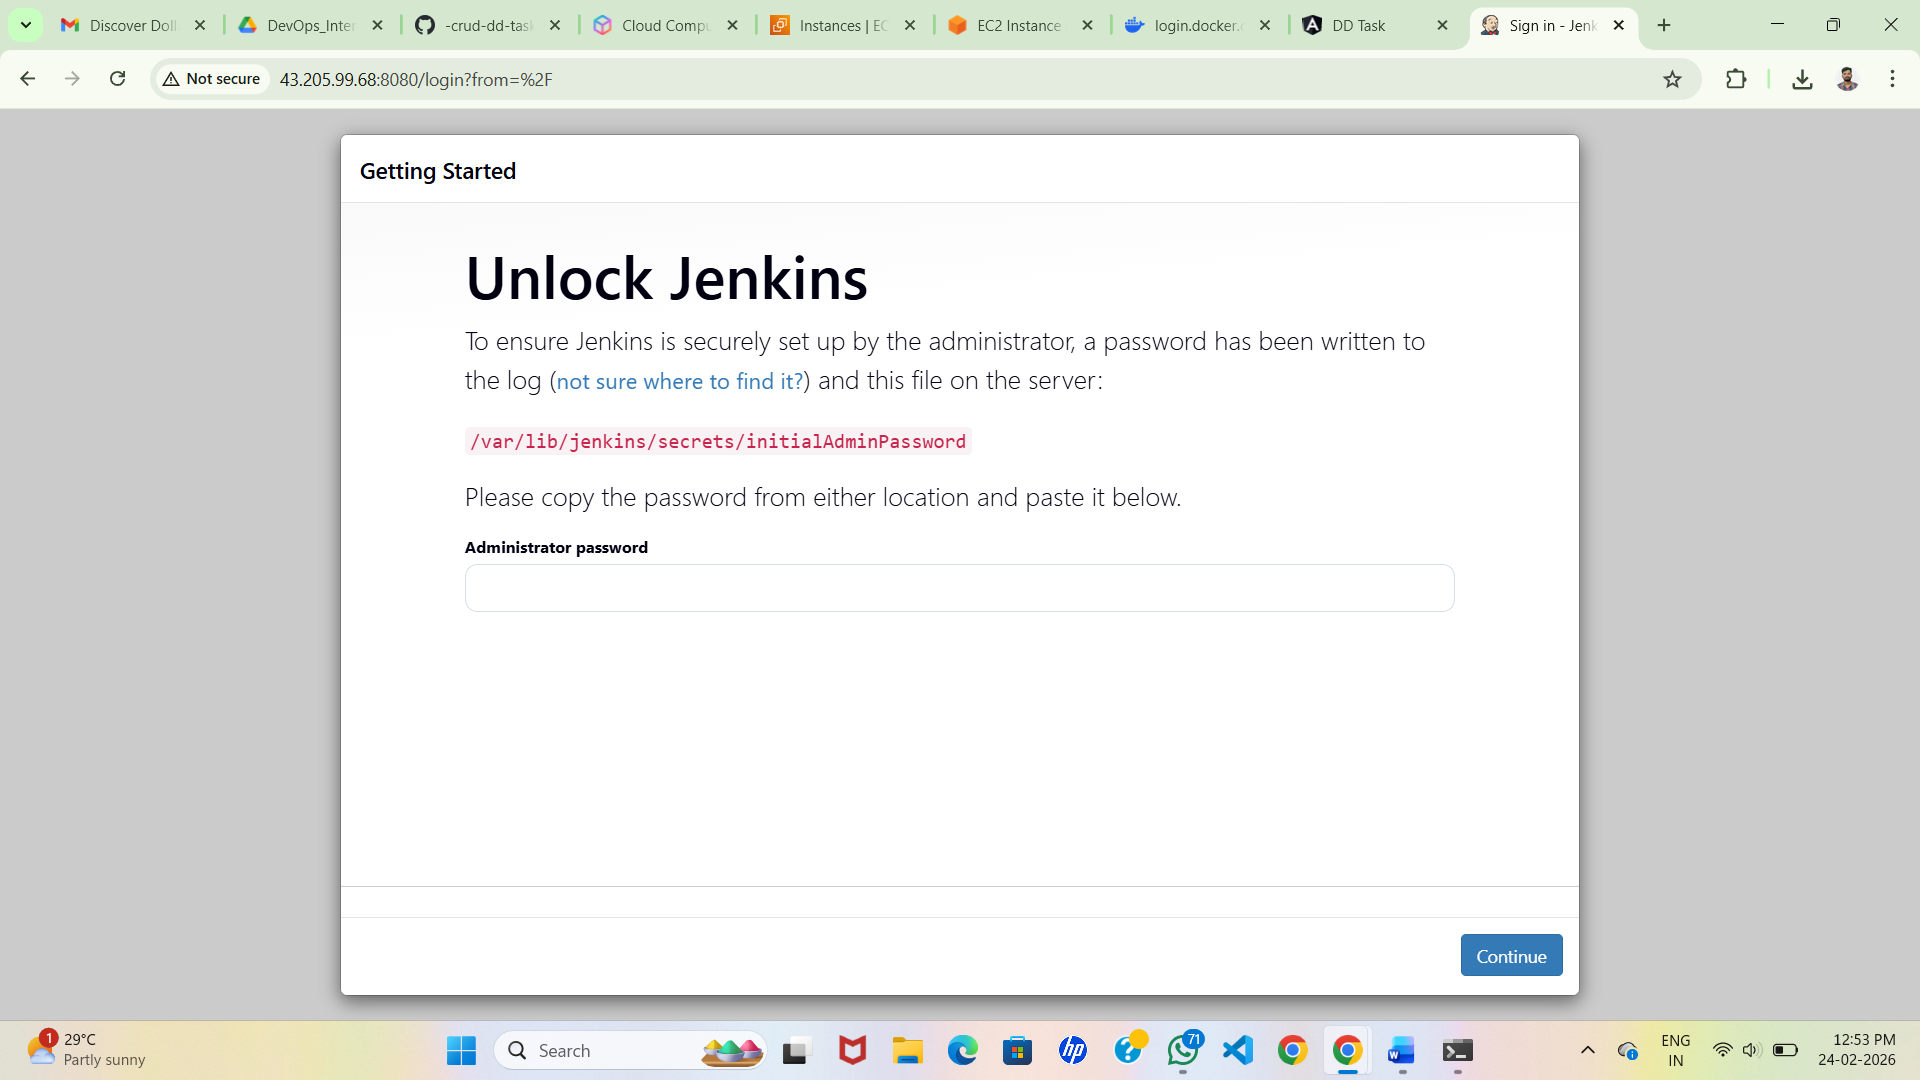 Discover Doll
DevOps_Inter
-crud-dd-task
Cloud Compu
Instances | EC
EC2 Instance
login.docker.c
DD Task
Sign in - Jenk
Not secure
43.205.99.68:8080/login?from=%2F
Getting Started
Unlock Jenkins
To ensure Jenkins is securely set up by the administrator, a password has been written to
the log (not sure where to find it?) and this file on the server:
/var/lib/jenkins/secrets/initialAdminPassword
Please copy the password from either location and paste it below.
Administrator password
Continue
1
29°C
Partly sunny
Search
hp
71
W
ENG
IN
12:53 PM
24-02-2026